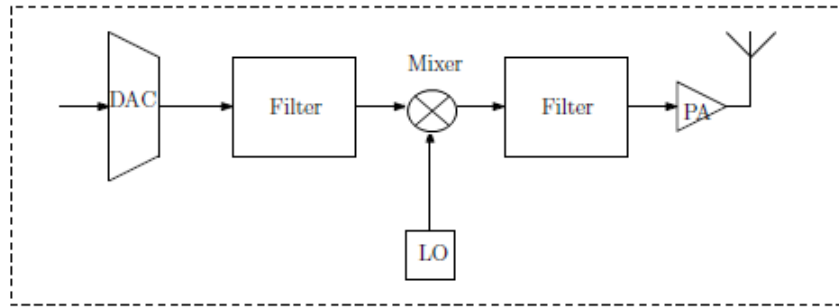 Mixer
DAC
Filter
Filter
PA
LO